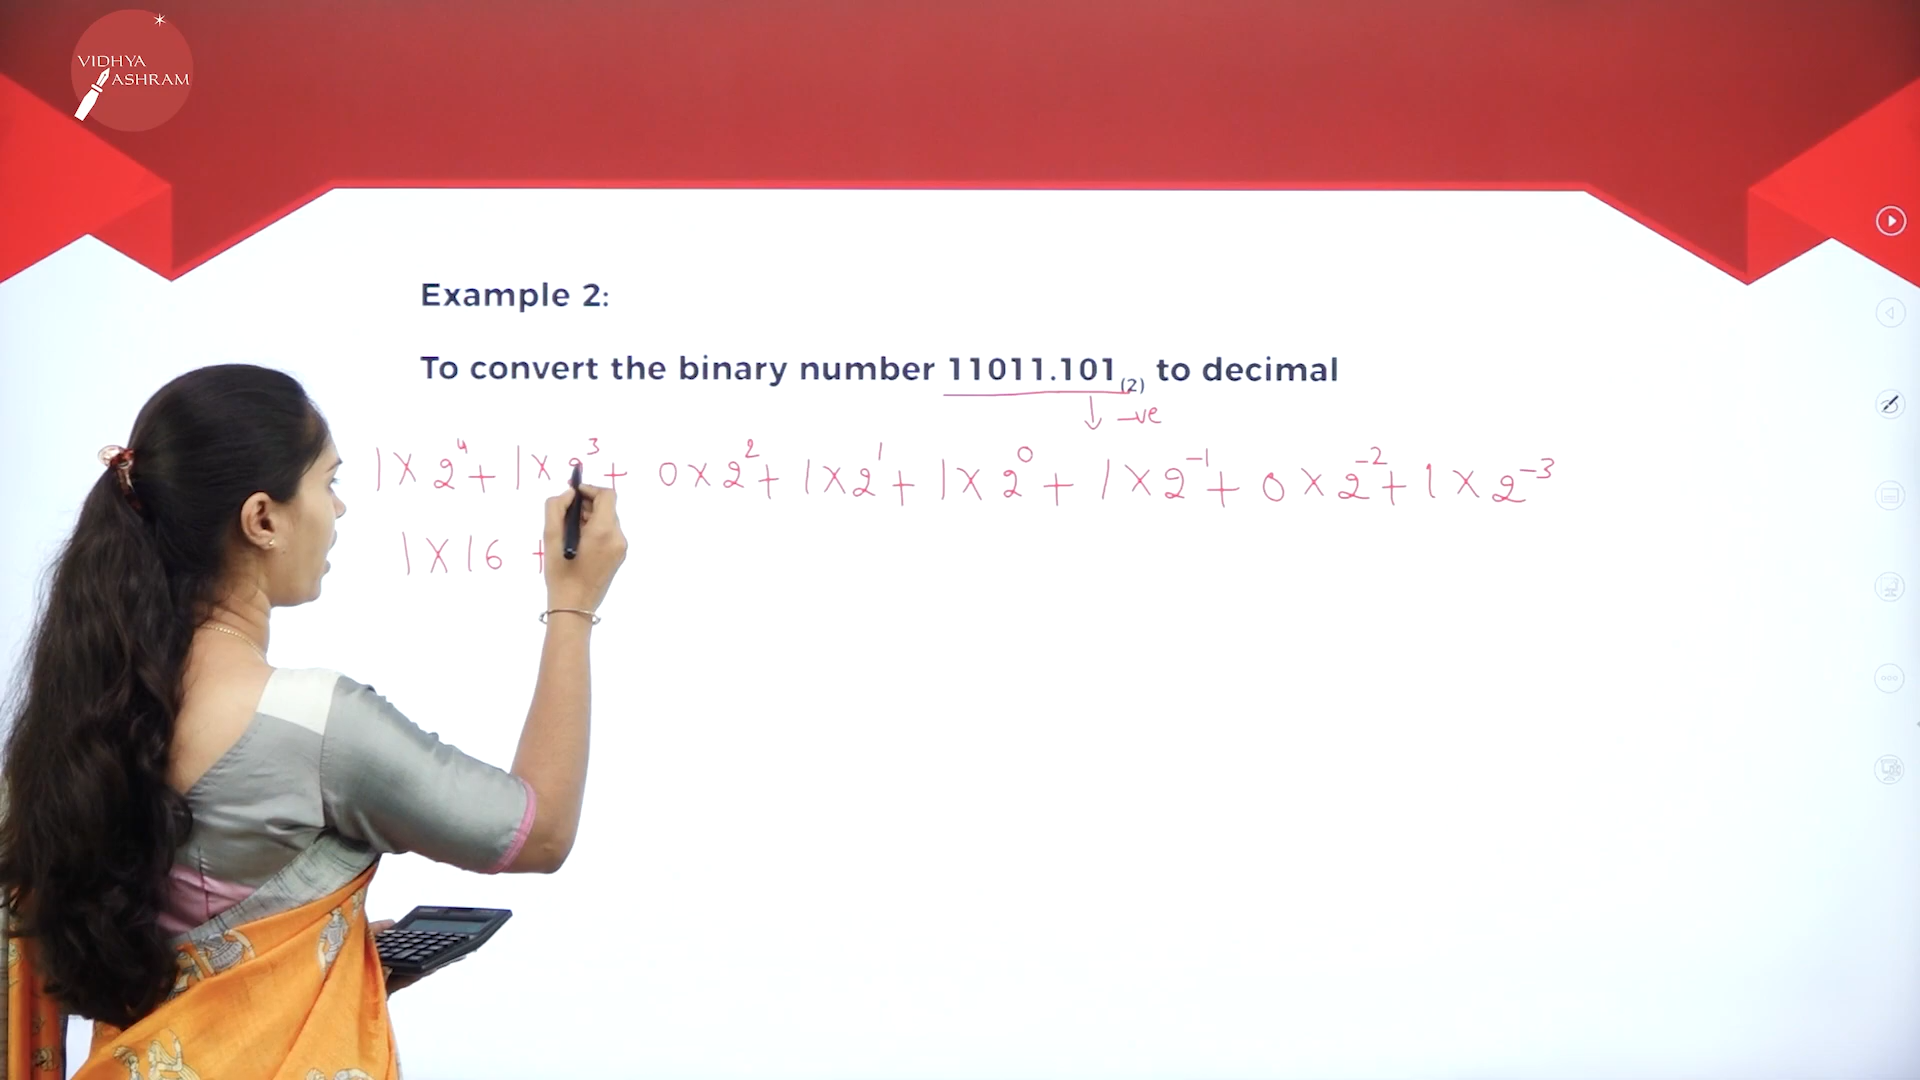 VIDHYA
ASHRAM
Example 2:
To convert the binary number 11011.101(2) to decimal
↓ -ve
1 × 2⁴ + 1 × 2³ + 0 × 2² + 1 × 2¹ + 1 × 2⁰ + 1 × 2⁻¹ + 0 × 2⁻² + 1 × 2⁻³
1 × 16 +